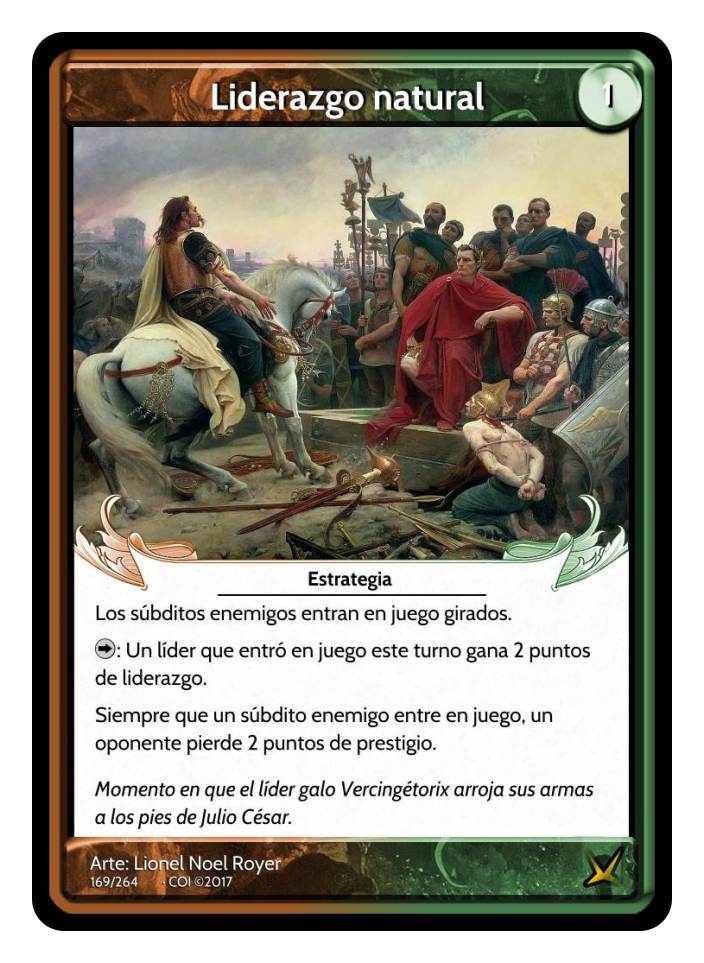 Liderazgo natural
1
Estrategia
Los súbditos enemigos entran en juego girados.
: Un líder que entró en juego este turno gana 2 puntos
de liderazgo.
Siempre que un súbdito enemigo entre en juego, un
oponente pierde 2 puntos de prestigio.
Momento en que el líder galo Vercingétorix arroja sus armas
a los pies de Julio César.
Arte: Lionel Noel Royer
169/264 · COI ©2017